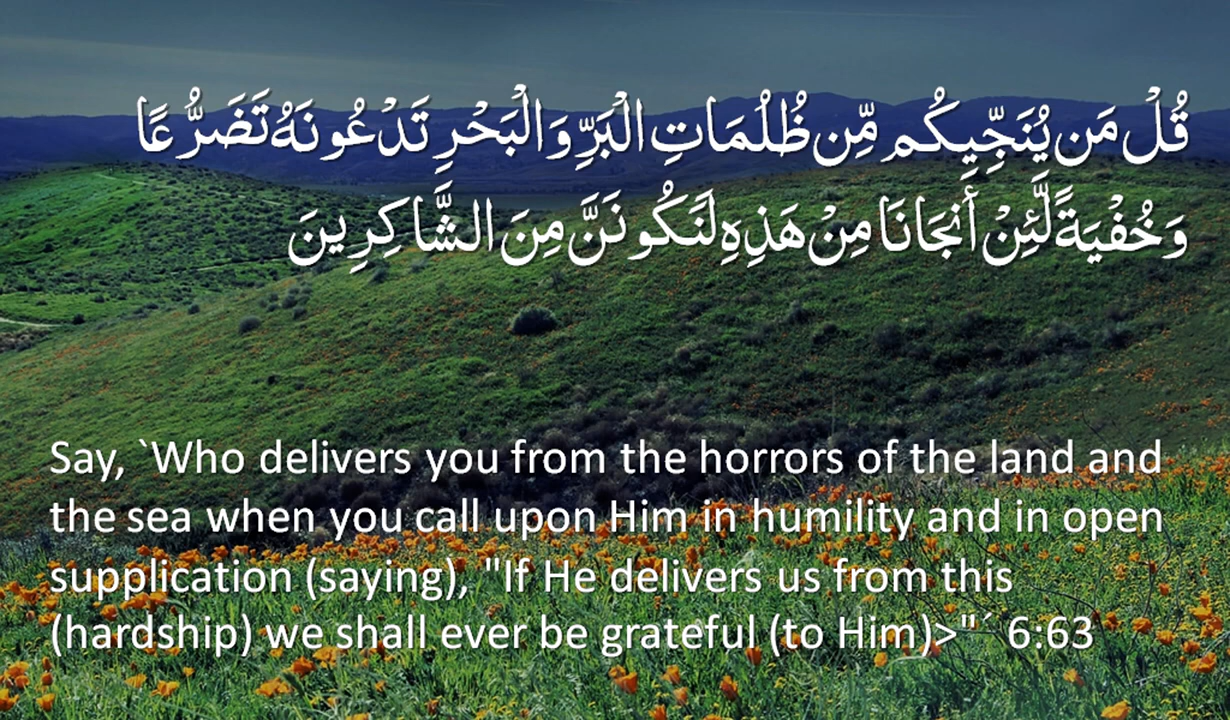 قُلْ مَن يُنَجِّيكُم مِّن ظُلُمَاتِ الْبَرِّ وَالْبَحْرِ تَدْعُونَهُ تَضَرُّعًا
وَخُفْيَةً لَّئِنْ أَنجَانَا مِنْ هَذِهِ لَنَكُونَنَّ مِنَ الشَّاكِرِينَ
Say, `Who delivers you from the horrors of the land and
the sea when you call upon Him in humility and in open
supplication (saying), "If He delivers us from this
(hardship) we shall ever be grateful (to Him)>"´ 6:63